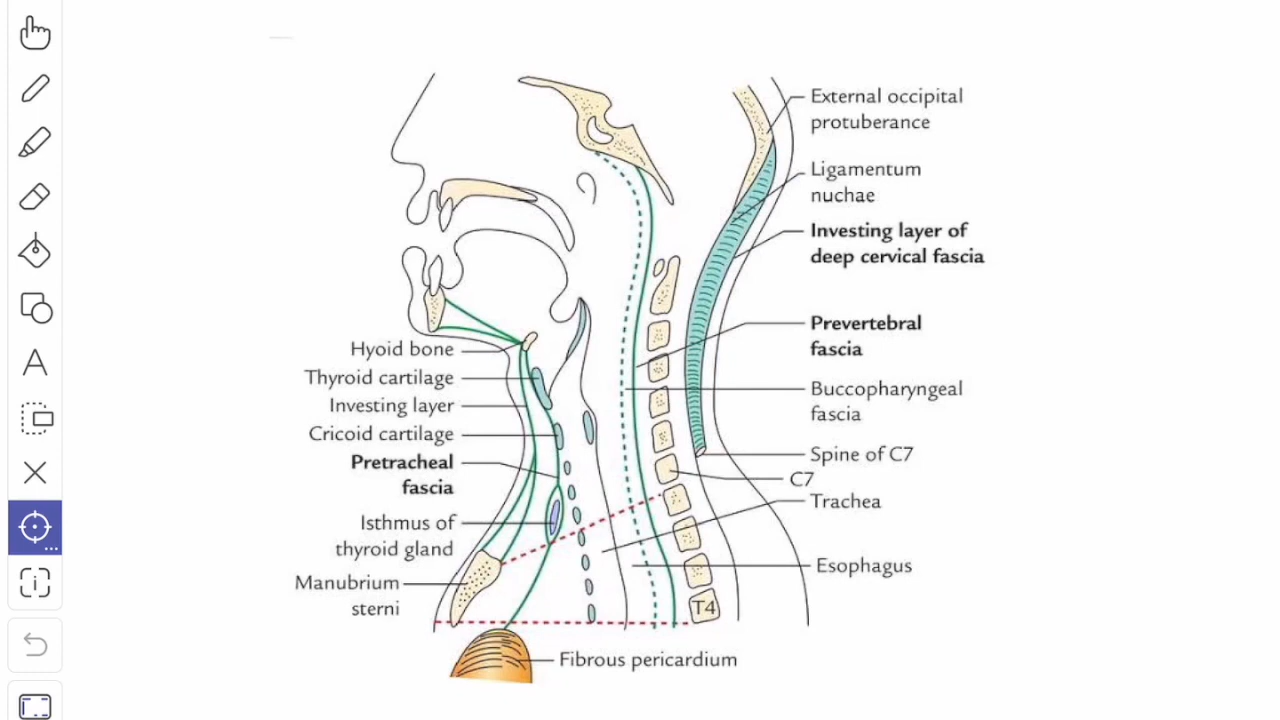 External occipital
protuberance
Ligamentum
nuchae
Investing layer of
deep cervical fascia
Prevertebral
fascia
Buccopharyngeal
fascia
Spine of C7
C7
Trachea
Esophagus
Hyoid bone
Thyroid cartilage
Investing layer
Cricoid cartilage
Pretracheal
fascia
Isthmus of
thyroid gland
Manubrium
sterni
T4
Fibrous pericardium